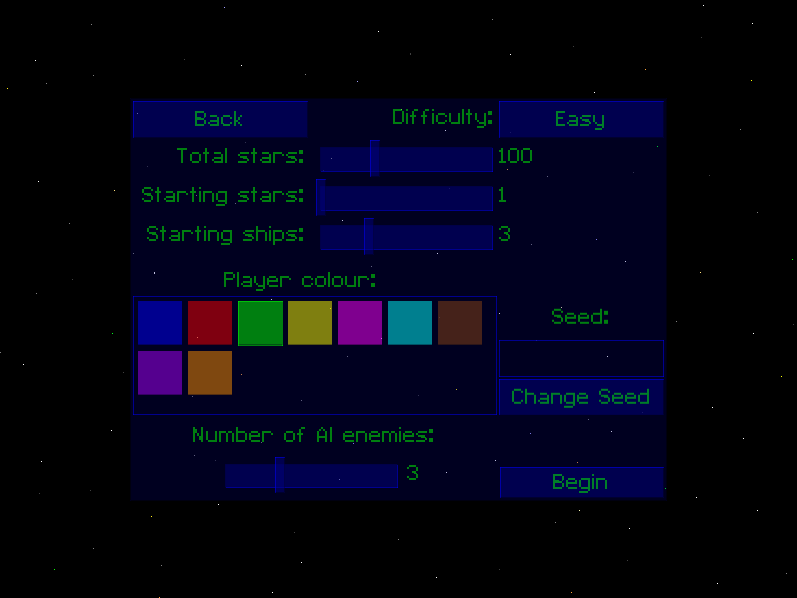 Back Difficulty: Easy
Total stars: 100
Starting stars: 1
Starting ships: 3
Player colour:
Seed:
Change Seed
Number of AI enemies:
3
Begin